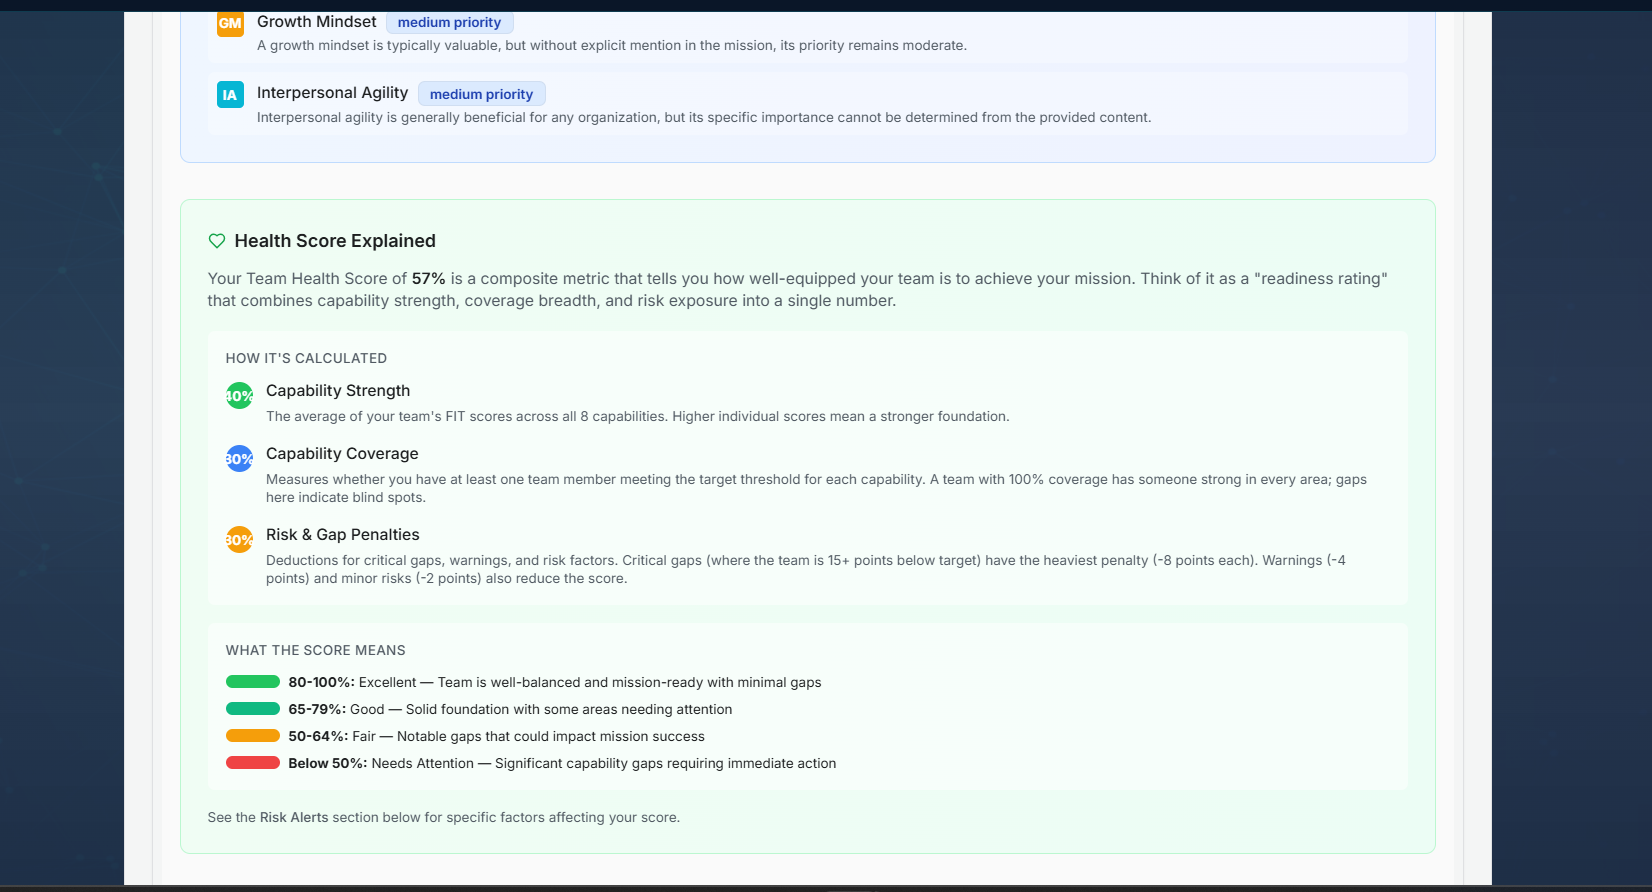 GM Growth Mindset medium priority
A growth mindset is typically valuable, but without explicit mention in the mission, its priority remains moderate.
IA Interpersonal Agility medium priority
Interpersonal agility is generally beneficial for any organization, but its specific importance cannot be determined from the provided content.
Health Score Explained
Your Team Health Score of 57% is a composite metric that tells you how well-equipped your team is to achieve your mission. Think of it as a "readiness rating"
that combines capability strength, coverage breadth, and risk exposure into a single number.
HOW IT'S CALCULATED
40% Capability Strength
The average of your team's FIT scores across all 8 capabilities. Higher individual scores mean a stronger foundation.
30% Capability Coverage
Measures whether you have at least one team member meeting the target threshold for each capability. A team with 100% coverage has someone strong in every area; gaps
here indicate blind spots.
30% Risk & Gap Penalties
Deductions for critical gaps, warnings, and risk factors. Critical gaps (where the team is 15+ points below target) have the heaviest penalty (-8 points each). Warnings (-4
points) and minor risks (-2 points) also reduce the score.
WHAT THE SCORE MEANS
80-100%: Excellent — Team is well-balanced and mission-ready with minimal gaps
65-79%: Good — Solid foundation with some areas needing attention
50-64%: Fair — Notable gaps that could impact mission success
Below 50%: Needs Attention — Significant capability gaps requiring immediate action
See the Risk Alerts section below for specific factors affecting your score.